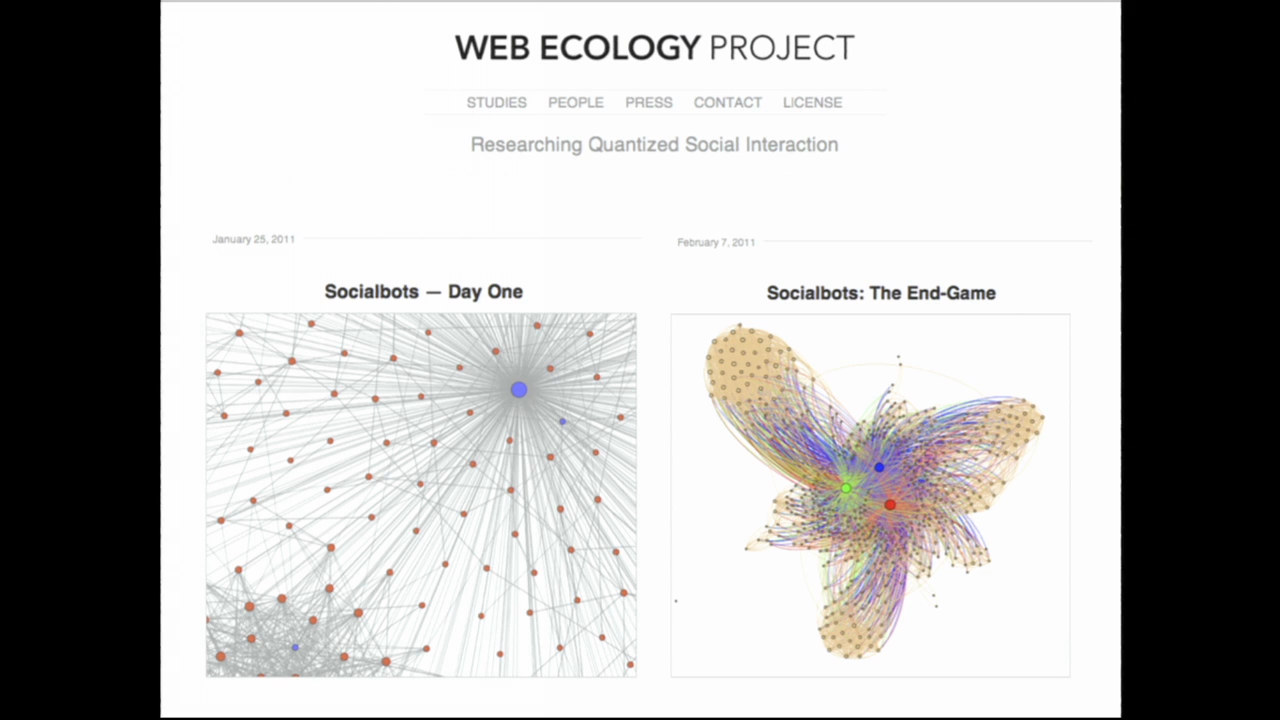 WEB ECOLOGY PROJECT
STUDIES PEOPLE PRESS CONTACT LICENSE
Researching Quantized Social Interaction
January 25, 2011
Socialbots — Day One
February 7, 2011
Socialbots: The End-Game